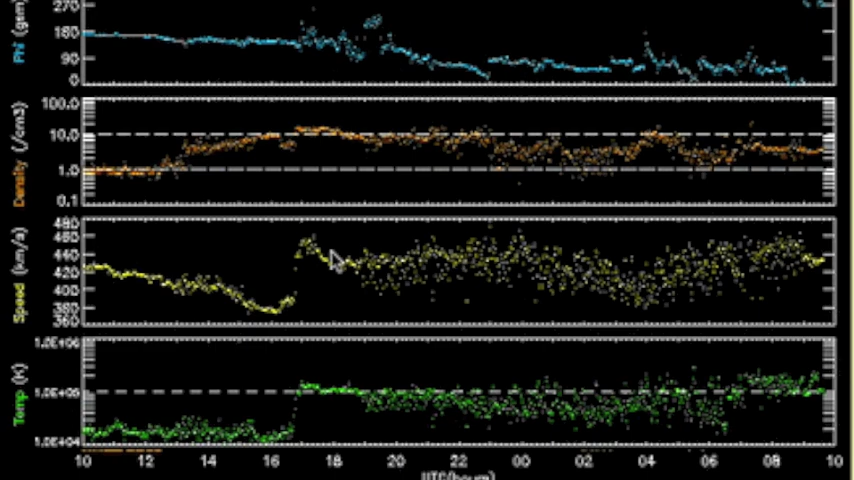 270
180
90
0
Phi (gsm)
100.0
10.0
1.0
0.1
Density (/cm3)
480
460
440
420
400
380
360
Speed (km/s)
1.0E+06
1.0E+05
1.0E+04
Temp (K)
10 12 14 16 18 20 22 00 02 04 06 08 10
UTC(hours)